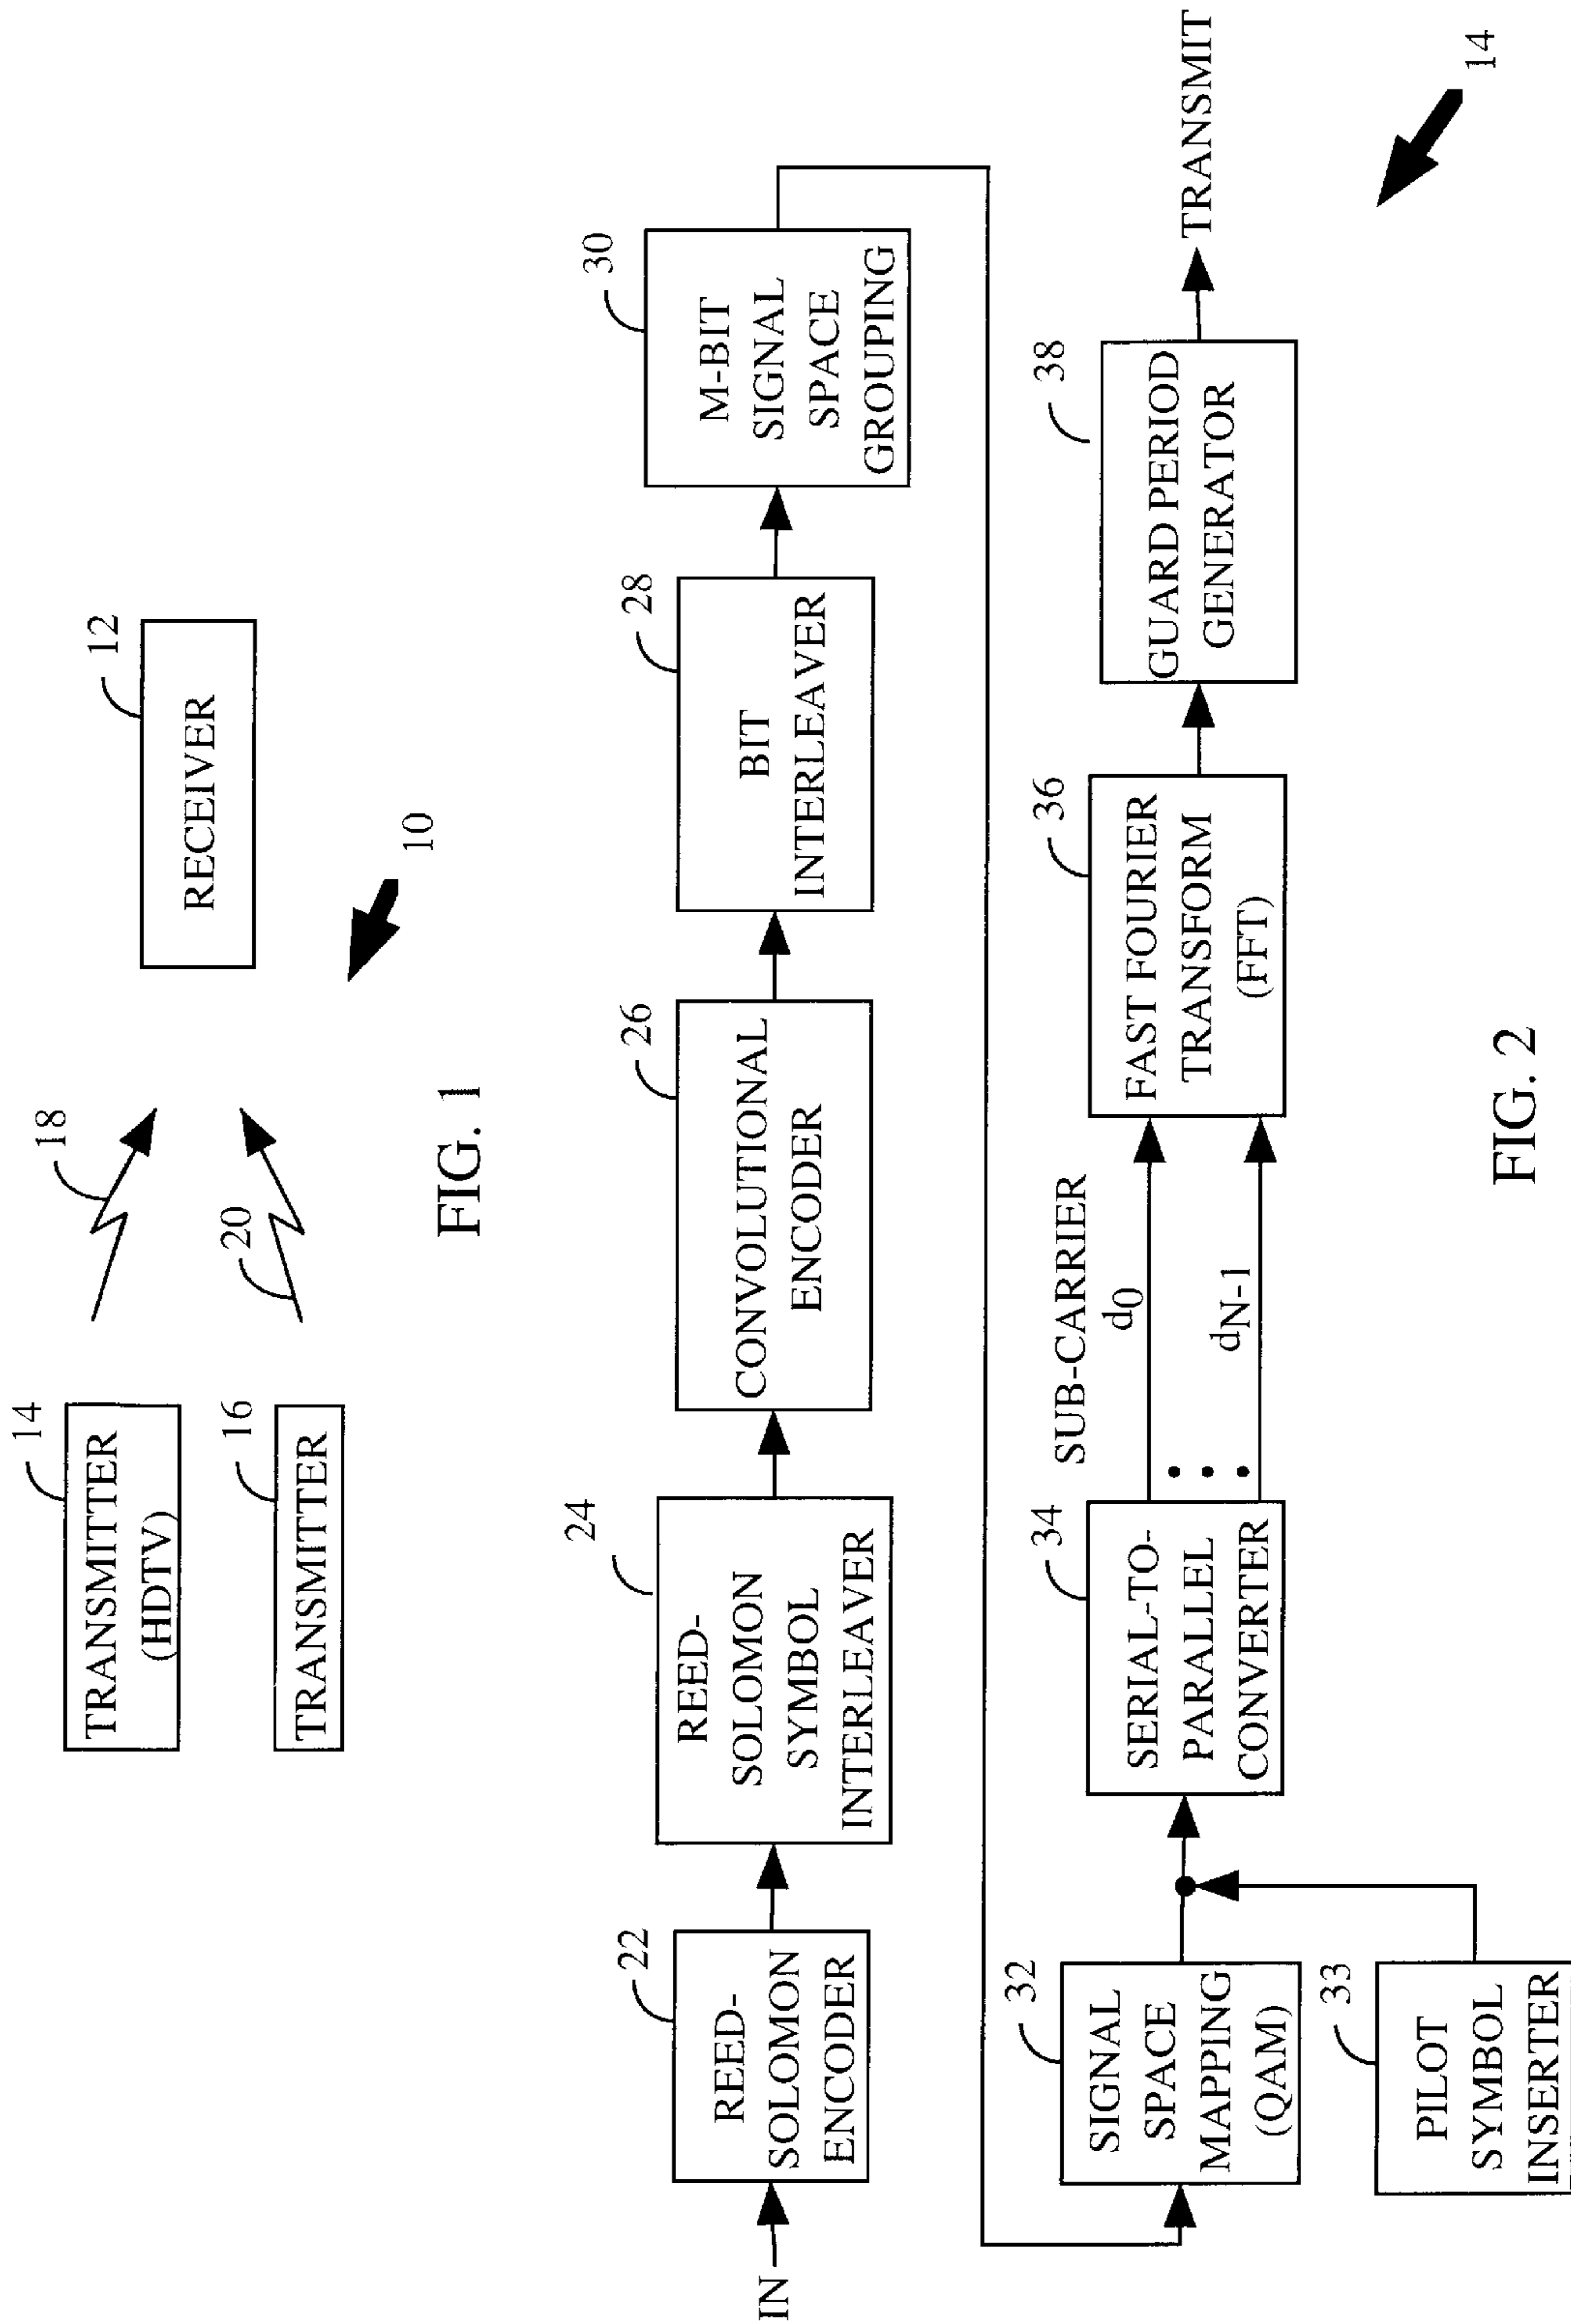 14
TRANSMITTER
(HDTV)
16
TRANSMITTER
18
20
12
RECEIVER
10
FIG. 1
IN
22
REED-
SOLOMON
ENCODER
24
REED-
SOLOMON
SYMBOL
INTERLEAVER
26
CONVOLUTIONAL
ENCODER
28
BIT
INTERLEAVER
30
M-BIT
SIGNAL
SPACE
GROUPING
32
SIGNAL
SPACE
MAPPING
(QAM)
33
PILOT
SYMBOL
INSERTER
34
SERIAL-TO-
PARALLEL
CONVERTER
SUB-CARRIER
d0
dN-1
36
FAST FOURIER
TRANSFORM
(FFT)
38
GUARD PERIOD
GENERATOR
TRANSMIT
14
FIG. 2